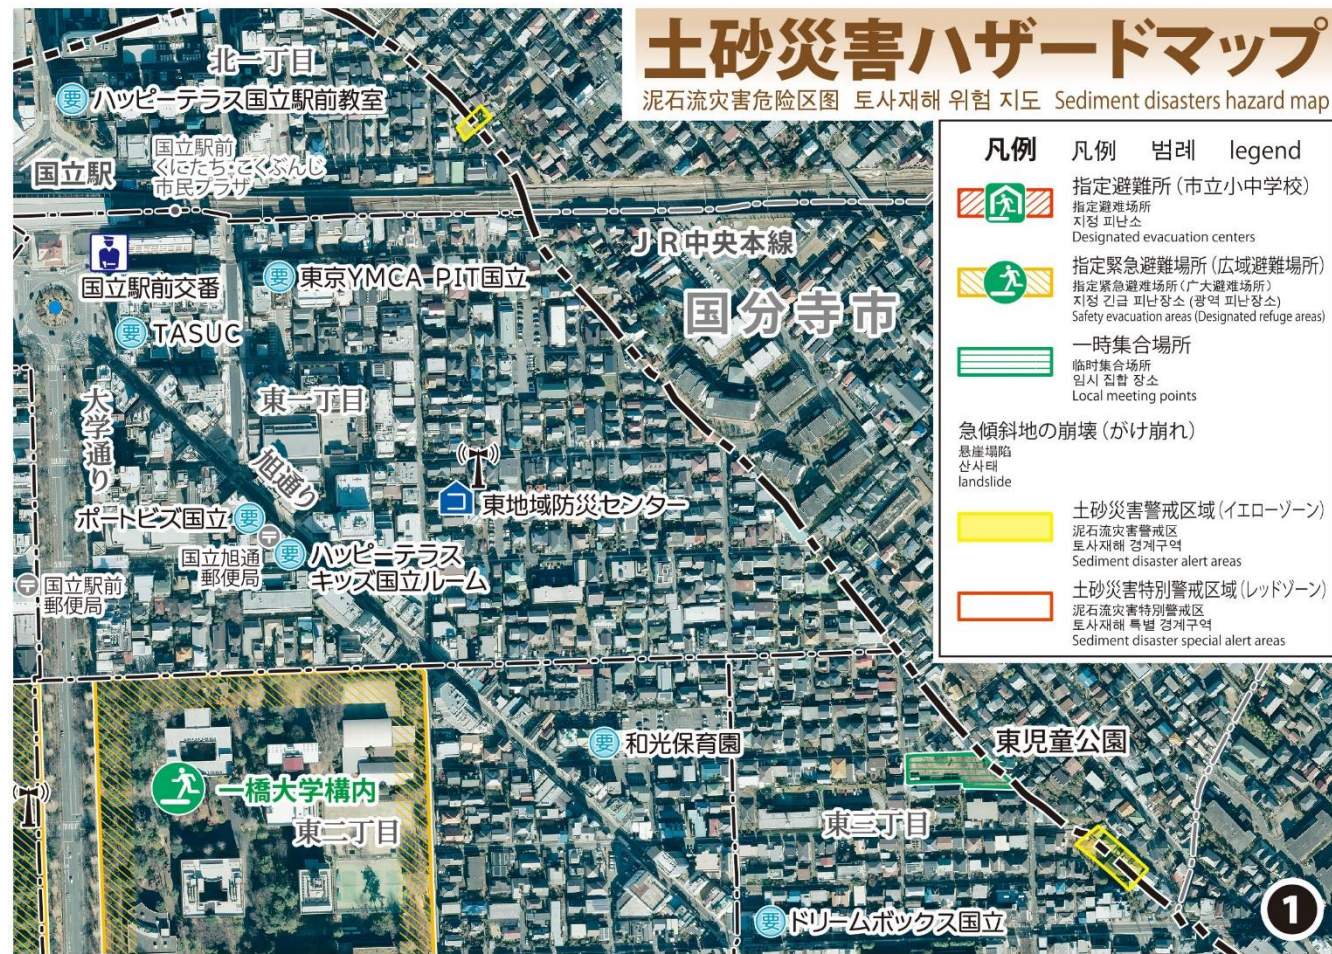 土砂災害ハザードマップ
泥石流灾害危险区图 토사재해 위험 지도 Sediment disasters hazard map
凡例 凡例 범례 legend
指定避難所（市立小中学校）
指定避难场所
지정 피난소
Designated evacuation centers
指定緊急避難場所（広域避難場所）
指定紧急避难场所（广大避难场所）
지정 긴급 피난장소(광역 피난장소)
Safety evacuation areas (Designated refuge areas)
一時集合場所
临时集合场所
임시 집합 장소
Local meeting points
急傾斜地の崩壊（がけ崩れ）
悬崖塌陷
산사태
landslide
土砂災害警戒区域（イエローゾーン）
泥石流灾害警戒区
토사재해 경계구역
Sediment disaster alert areas
土砂災害特別警戒区域（レッドゾーン）
泥石流灾害特别警戒区
토사재해 특별 경계구역
Sediment disaster special alert areas
北一丁目
要 ハッピーテラス国立駅前教室
国立駅
国立駅前
くにたち・こくぶんじ
市民プラザ
JR中央本線
国立駅前交番
要 東京YMCA PIT国立
国分寺市
要 TASUC
大学通り
東一丁目
旭通り
コ 東地域防災センター
ポートビズ国立 要
国立旭通
郵便局
要 ハッピーテラス
キッズ国立ルーム
国立駅前
郵便局
要 和光保育園
東児童公園
一橋大学構内
東二丁目
東三丁目
要 ドリームボックス国立
1